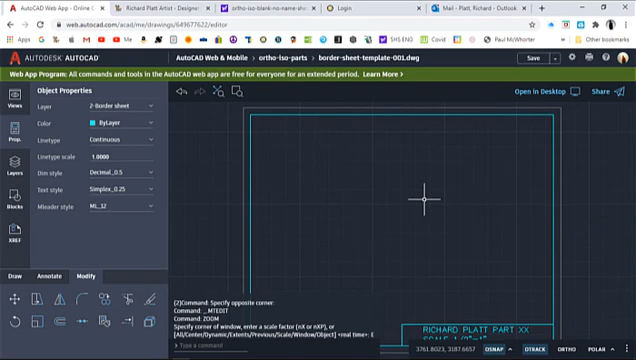 AutoCAD Web App - Online C
Richard Platt Artist - Deviant
ortho-iso-blank-no-name-sh
Login
Mail - Platt, Richard - Outlook
web.autocad.com/acad/me/drawings/649677622/editor
Apps
M
YouTube
Maps
SHS ENG
Covid
Paul McWhorter
Other bookmarks
AUTODESK® AUTOCAD®
AutoCAD Web & Mobile > ortho-iso-parts > border-sheet-template-001.dwg
Save
Web App Program: All commands and tools in the AutoCAD web app are free for everyone for an extended period. Learn More >
Views
Prop.
Layers
Blocks
XREF
Object Properties
Layer 2-Border sheet
Color ByLayer
Linetype Continuous
Linetype scale 1.0000
Dim style Decimal_0.5
Text style Simplex_0.25
Mleader style ML_12
Open in Desktop
Share
Draw Annotate Modify
(2)Command: Specify opposite corner:
Command: _MTEDIT
Command: ZOOM
Specify corner of window, enter a scale factor (nX or nXP), or
[All/Center/Dynamic/Extents/Previous/Scale/Window/Object] <real time>: E
Type a command
RICHARD PLATT PART XX
3761.8023, 3187.6657 OSNAP OTRACK ORTHO POLAR